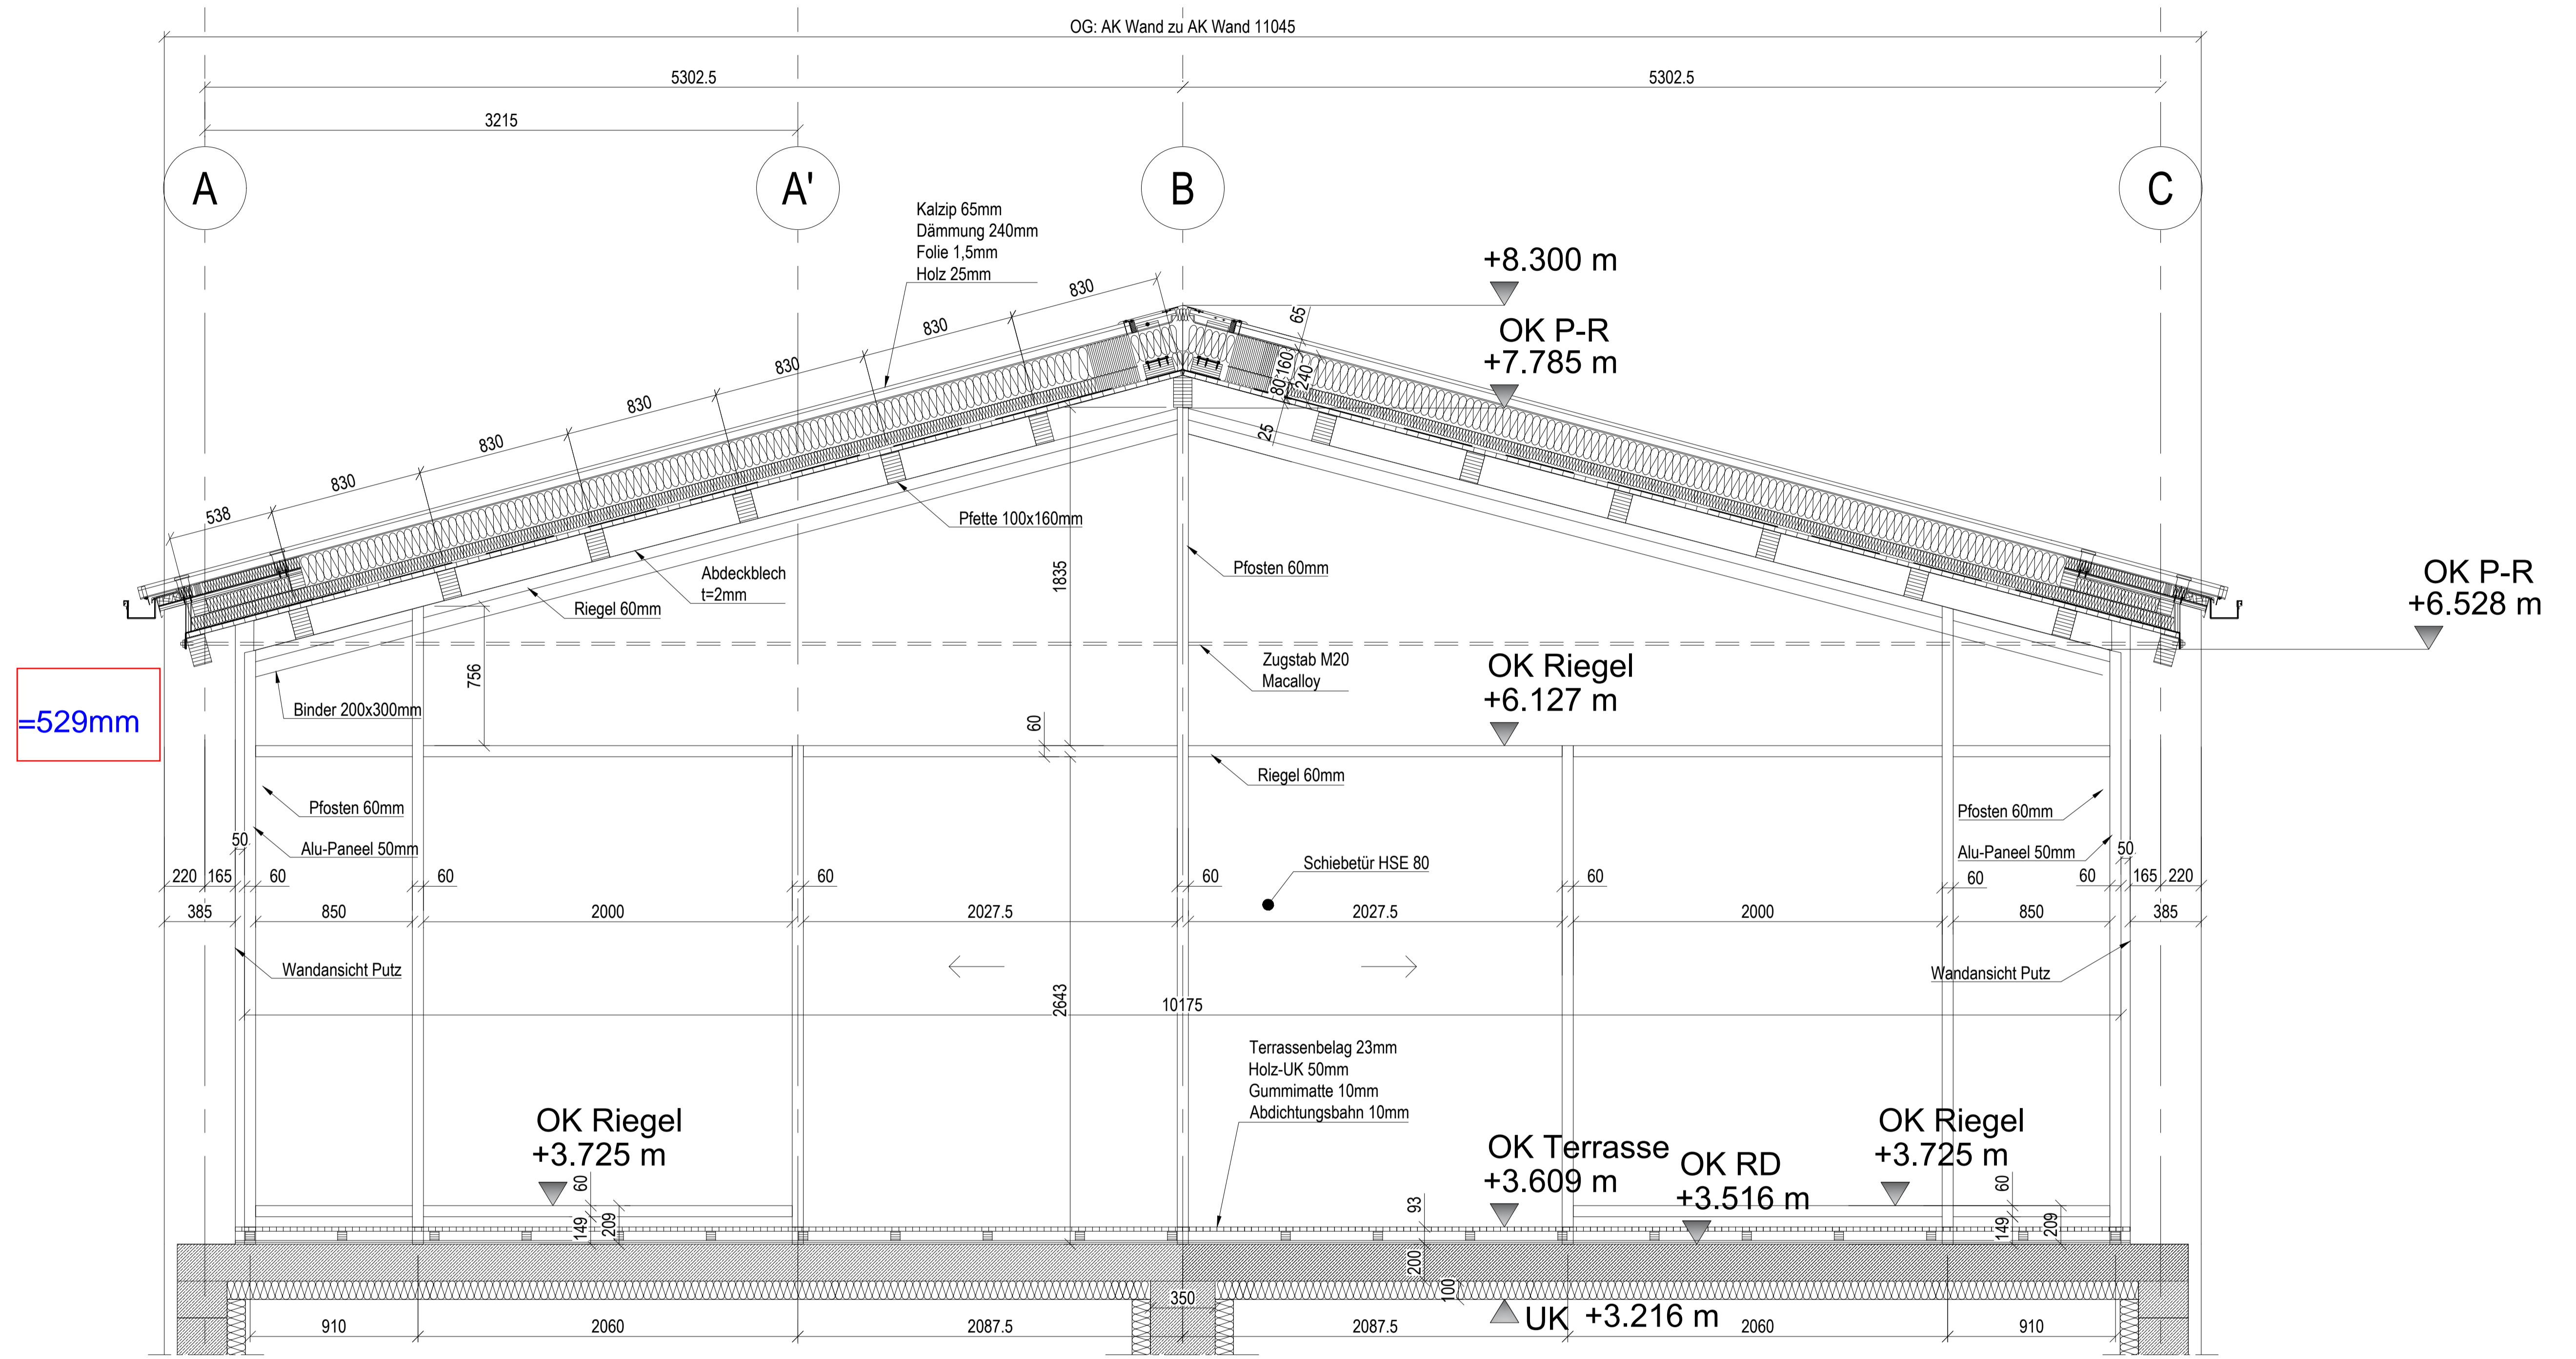 OG: AK Wand zu AK Wand 11045
5302.5
5302.5
3215
A
A'
B
C
Kalzip 65mm
Dämmung 240mm
Folie 1,5mm
Holz 25mm
+8.300 m
OK P-R
+7.785 m
830
830
830
830
830
830
538
65
160
80
240
25
OK P-R
+6.528 m
Pfette 100x160mm
Abdeckblech
t=2mm
Riegel 60mm
1835
Pfosten 60mm
756
Zugstab M20
Macalloy
OK Riegel
+6.127 m
=529mm
Binder 200x300mm
60
Riegel 60mm
Pfosten 60mm
Pfosten 60mm
50
Alu-Paneel 50mm
Alu-Paneel 50mm
50
Schiebetür HSE 80
220
165
60
60
60
60
60
60
60
165
220
385
850
2000
2027.5
2027.5
2000
850
385
Wandansicht Putz
Wandansicht Putz
2643
10175
Terrassenbelag 23mm
Holz-UK 50mm
Gummimatte 10mm
Abdichtungsbahn 10mm
OK Riegel
+3.725 m
OK Riegel
+3.725 m
OK Terrasse
+3.609 m
OK RD
+3.516 m
60
149
209
93
200
100
60
149
209
350
UK +3.216 m
910
2060
2087.5
2087.5
2060
910